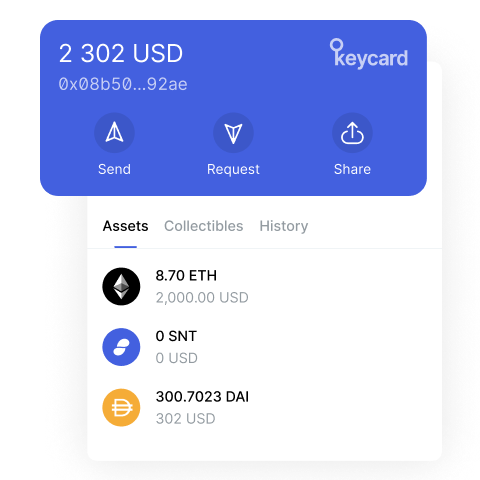 2 302 USD
keycard
0x08b50...92ae
Send Request Share
Assets Collectibles History
8.70 ETH
2,000.00 USD
0 SNT
0 USD
300.7023 DAI
302 USD